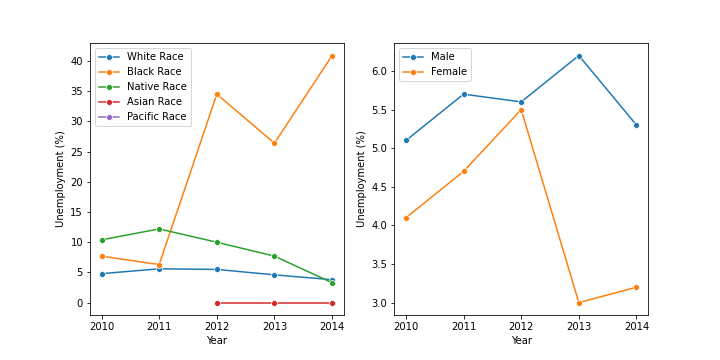 White Race
Black Race
Native Race
Asian Race
Pacific Race
Unemployment (%)
40
35
30
25
20
15
10
5
0
2010 2011 2012 2013 2014
Year
Male
Female
Unemployment (%)
6.0
5.5
5.0
4.5
4.0
3.5
3.0
2010 2011 2012 2013 2014
Year